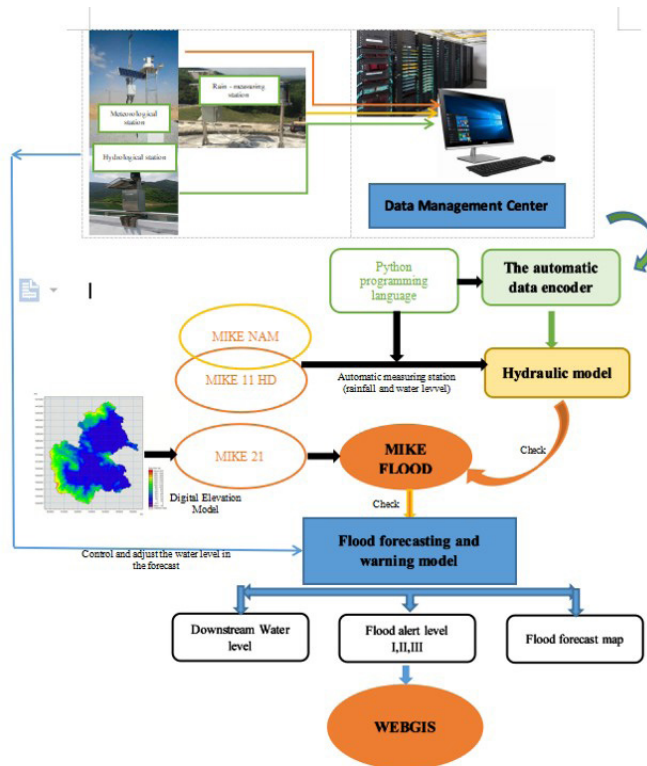 Rain - measuring
station
Meteorological
station
Hydrological station
Data Management Center
Python
programming
language
The automatic
data encoder
MIKE NAM
MIKE 11 HD
Automatic measuring station
(rainfall and water levvel)
Hydraulic model
Check
MIKE 21
MIKE
FLOOD
Digital Elevation
Model
Check
Flood forecasting and
warning model
Control and adjust the water level in
the forecast
Downstream Water
level
Flood alert level
I,II,III
Flood forecast map
WEBGIS